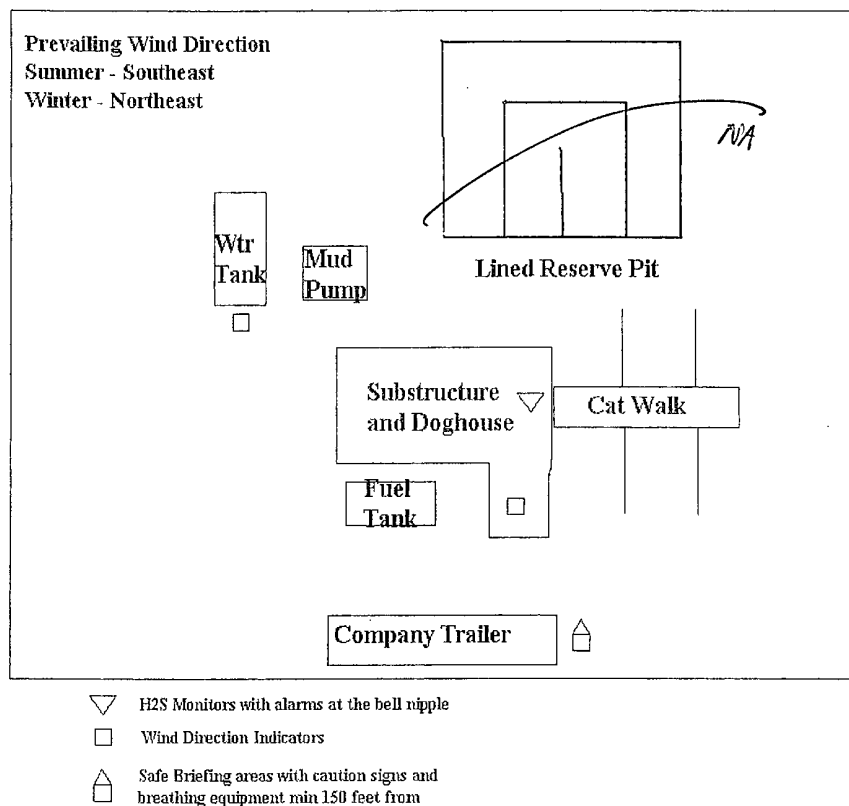 Prevailing Wind Direction
Summer - Southeast
Winter - Northeast
NA
Wtr
Tank
Mud
Pump
Lined Reserve Pit
Substructure
and Doghouse
Cat Walk
Fuel
Tank
Company Trailer
H2S Monitors with alarms at the bell nipple
Wind Direction Indicators
Safe Briefing areas with caution signs and
breathing equipment min 150 feet from